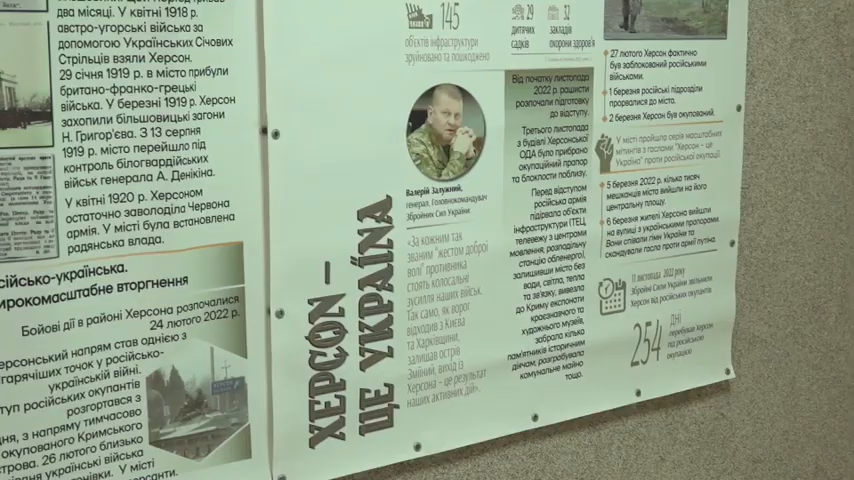 два місяці. У квітні 1918 р.
австро-угорські війська за
допомогою Українських Січових
Стрільців взяли Херсон.
29 січня 1919 р. в місто прибули
британо-франко-грецькі
війська. У березні 1919 р. Херсон
захопили більшовицькі загони
Н. Григор'єва. З 13 серпня
1919 р. місто перейшло під
контроль білогвардійських
військ генерала А. Денікіна.
У квітні 1920 р. Херсоном
остаточно заволоділа Червона
армія. У місті була встановлена
радянська влада.
сійсько-українська.
ирокомасштабне вторгнення
Бойові дії в районі Херсона розпочалися
24 лютого 2022 р.
ерсонський напрям став однією з
гарячіших точок у російсько-
українській війні.
ступ російських окупантів
розгортався з
дня, з напряму тимчасово
окупованого Кримського
строва. 26 лютого близько
українські війська
У місті
ХЕРСОН –
ЦЕ УКРАЇНА
145
об'єктів інфраструктури
зруйновано та пошкоджено
29
дитячих
садків
32
закладів
охорони здоров'я
Валерій Залужний,
генерал, Головнокомандувач
Збройних Сил України.
«За кожним так
званим "жестом доброї
волі" противника
стоять колосальні
зусилля наших військ.
Так само, як ворог
відходив з Києва
та Харківщини,
залишав острів
Зміїний, вихід із
Херсона – це результат
наших активних дій».
Від початку листопада
2022 р. рашисти
розпочали підготовку
до відступу.
Третього листопада
з будівлі Херсонської
ОДА було прибрано
окупаційний прапор
та блокпости поблизу.
Перед відступом
російська армія
підірвала об'єкти
інфраструктури (ТЕЦ,
телевежу з центрами
мовлення, розподільну
станцію обленерго),
залишивши місто без
води, світла, тепла
та зв'язку, вивезло
до Криму експонати
краєзнавчого та
художнього музеїв,
забрала кілька
пам'ятників історичним
діячам, розграбувала
комунальне майно
тощо.
27 лютого Херсон фактично
був заблокований російськими
військами.
1 березня російські підрозділи
прорвалися до міста.
2 березня Херсон був окупований.
У місті пройшла серія масштабних
мітингів з гаслами "Херсон – це
Україна" проти російської окупації.
5 березня 2022 р. кілька тисяч
мешканців міста вийшли на його
центральну площу.
6 березня жителі Херсона вийшли
на вулиці з українськими прапорами.
Вони співали гімн України та
скандували гасла проти армії путіна.
11 листопада 2022 року
Збройні Сили України звільнили
Херсон від російських окупантів
254
ДНІ
перебував Херсон
під російською
окупацією